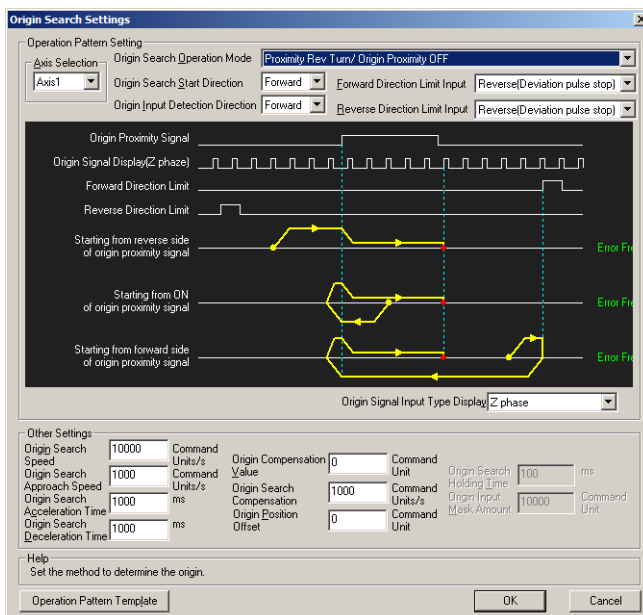 Origin Search Settings
Operation Pattern Setting
Axis Selection
Axis1
Origin Search Operation Mode
Proximity Rev Turn/ Origin Proximity OFF
Origin Search Start Direction
Forward
Forward Direction Limit Input
Reverse(Deviation pulse stop)
Origin Input Detection Direction
Forward
Reverse Direction Limit Input
Reverse(Deviation pulse stop)
Origin Proximity Signal
Origin Signal Display(Z phase)
Forward Direction Limit
Reverse Direction Limit
Starting from reverse side
of origin proximity signal
Error Fre
Starting from ON
of origin proximity signal
Error Fre
Starting from forward side
of origin proximity signal
Error Fre
Origin Signal Input Type Display
Z phase
Other Settings
Origin Search
Speed
10000
Command
Units/s
Origin Search
Approach Speed
1000
Command
Units/s
Origin Search
Acceleration Time
1000
ms
Origin Search
Deceleration Time
1000
ms
Origin Compensation
Value
0
Command
Unit
Origin Search
Compensation
1000
Command
Units/s
Origin Position
Offset
0
Command
Unit
Origin Search
Holding Time
100
ms
Origin Input
Mask Amount
10000
Command
Unit
Help
Set the method to determine the origin.
Operation Pattern Template
OK
Cancel